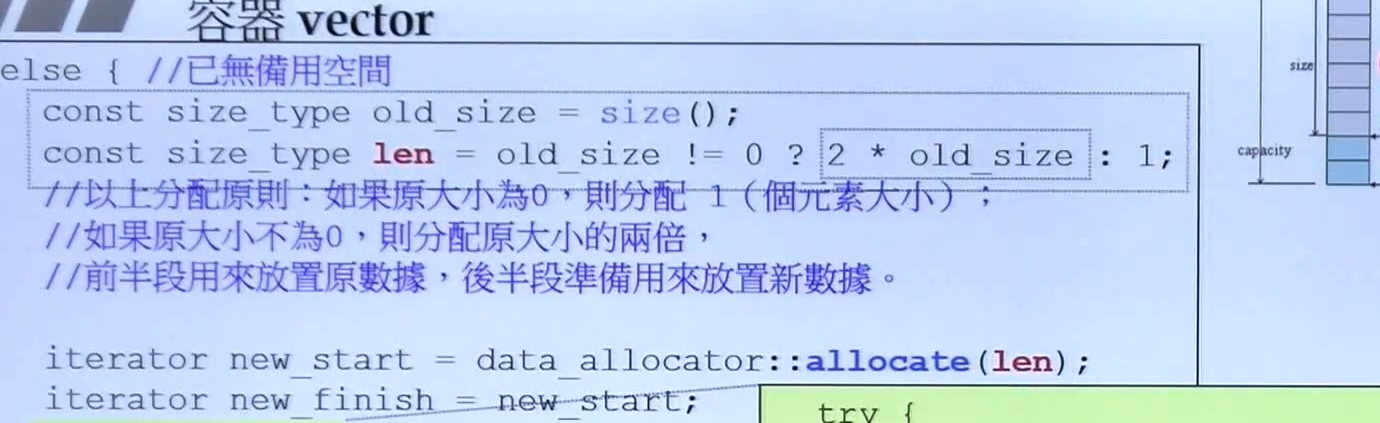 容器 vector
else { //已無備用空間
const size_type old_size = size();
const size_type len = old_size != 0 ? 2 * old_size : 1;
//以上分配原則：如果原大小為0，則分配 1（個元素大小）；
//如果原大小不為0，則分配原大小的兩倍，
//前半段用來放置原數據，後半段準備用來放置新數據。
iterator new_start = data_allocator::allocate(len);
iterator new_finish = new_start;
try {
size
capacity